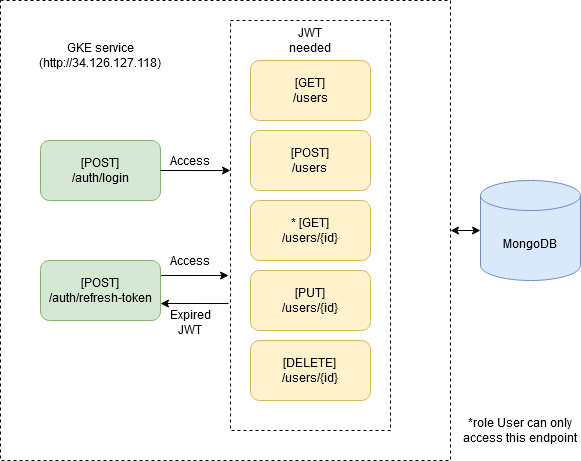 GKE service
(http://34.126.127.118)
JWT
needed
[GET]
/users
[POST]
/users
* [GET]
/users/{id}
[PUT]
/users/{id}
[DELETE]
/users/{id}
[POST]
/auth/login
Access
[POST]
/auth/refresh-token
Access
Expired
JWT
MongoDB
*role User can only
access this endpoint